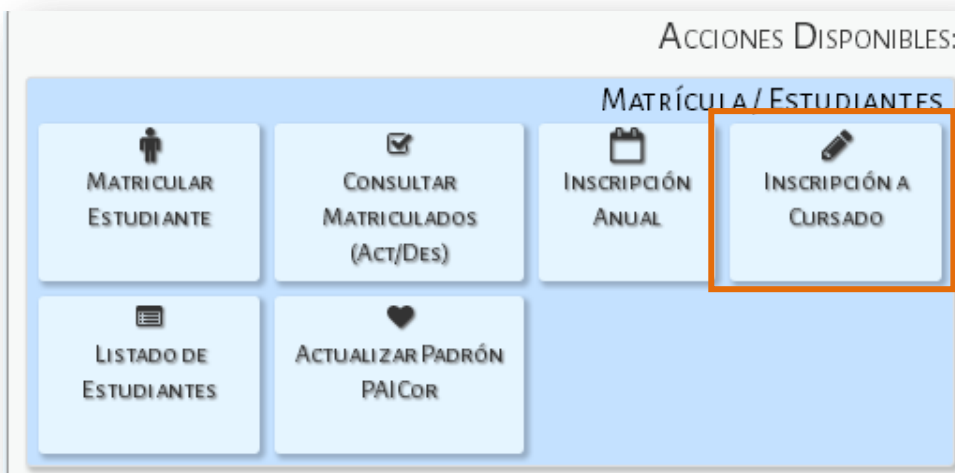 Acciones Disponibles:
Matrícula / Estudiantes
Matricular
Estudiante
Consultar
Matriculados
(Act/Des)
Inscripción
Anual
Inscripción a
Cursado
Listado de
Estudiantes
Actualizar Padrón
PAICor